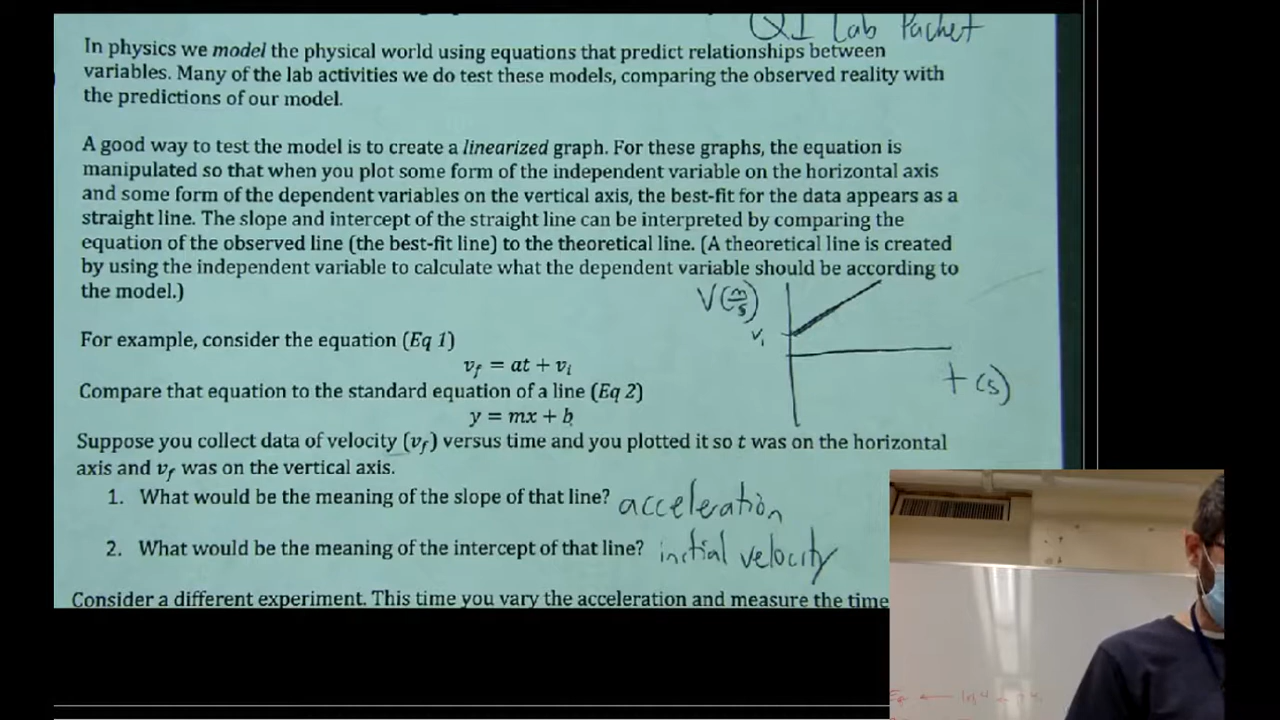 Q1 Lab Packet
In physics we model the physical world using equations that predict relationships between
variables. Many of the lab activities we do test these models, comparing the observed reality with
the predictions of our model.
A good way to test the model is to create a linearized graph. For these graphs, the equation is
manipulated so that when you plot some form of the independent variable on the horizontal axis
and some form of the dependent variables on the vertical axis, the best-fit for the data appears as a
straight line. The slope and intercept of the straight line can be interpreted by comparing the
equation of the observed line (the best-fit line) to the theoretical line. (A theoretical line is created
by using the independent variable to calculate what the dependent variable should be according to
the model.)
V(m/s)
vᵢ
t (s)
For example, consider the equation (Eq 1)
v_f = at + vᵢ
Compare that equation to the standard equation of a line (Eq 2)
y = mx + b
Suppose you collect data of velocity (v_f) versus time and you plotted it so t was on the horizontal
axis and v_f was on the vertical axis.
1. What would be the meaning of the slope of that line? acceleration
2. What would be the meaning of the intercept of that line? initial velocity
Consider a different experiment. This time you vary the acceleration and measure the time